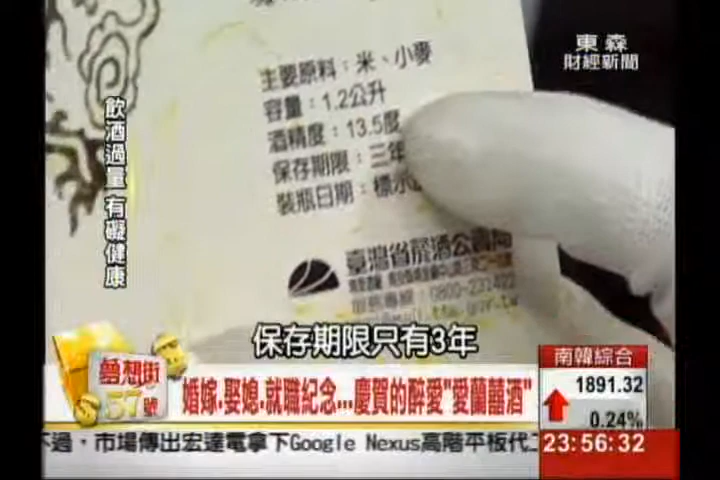 東森
財經新聞
主要原料：米、小麥
容量：1.2公升
酒精度：13.5度
保存期限：三年
裝瓶日期：標示
臺灣省菸酒公賣局
飲酒過量 有礙健康
保存期限只有3年
夢想街
57號
婚嫁.娶媳.就職紀念...慶賀的醉愛"愛蘭囍酒"
南韓綜合
1891.32
0.24%
不過，市場傳出宏達電拿下Google Nexus高階平板代工
23:56:32